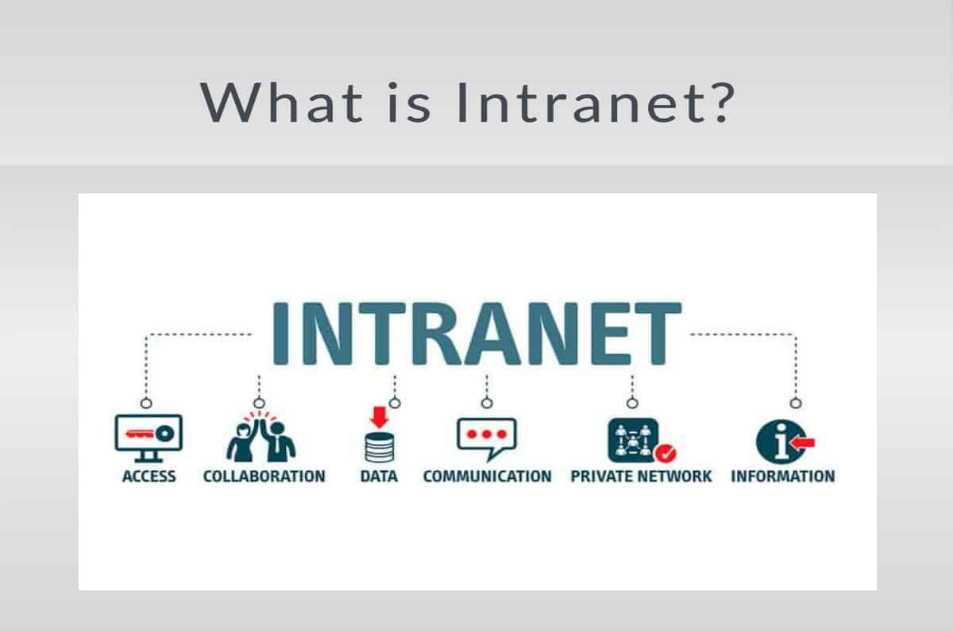 What is Intranet?
INTRANET
ACCESS COLLABORATION DATA COMMUNICATION PRIVATE NETWORK INFORMATION